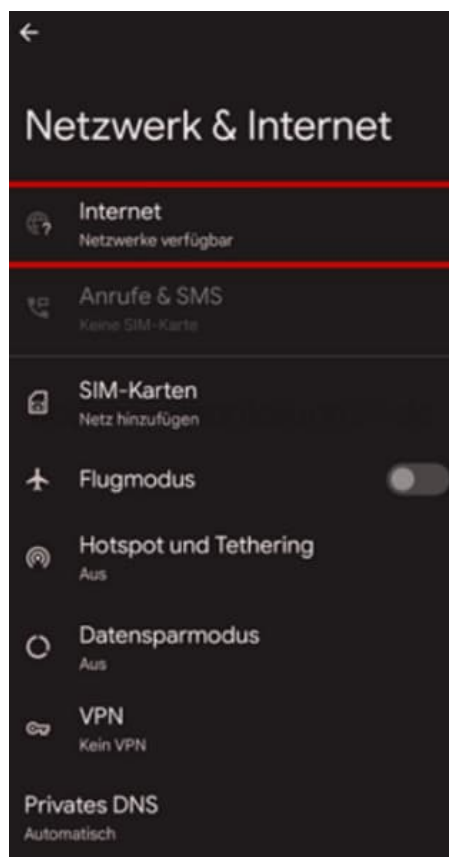 Netzwerk & Internet
Internet
Netzwerke verfügbar
Anrufe & SMS
Keine SIM-Karte
SIM-Karten
Netz hinzufügen
Flugmodus
Hotspot und Tethering
Aus
Datensparmodus
Aus
VPN
Kein VPN
Privates DNS
Automatisch